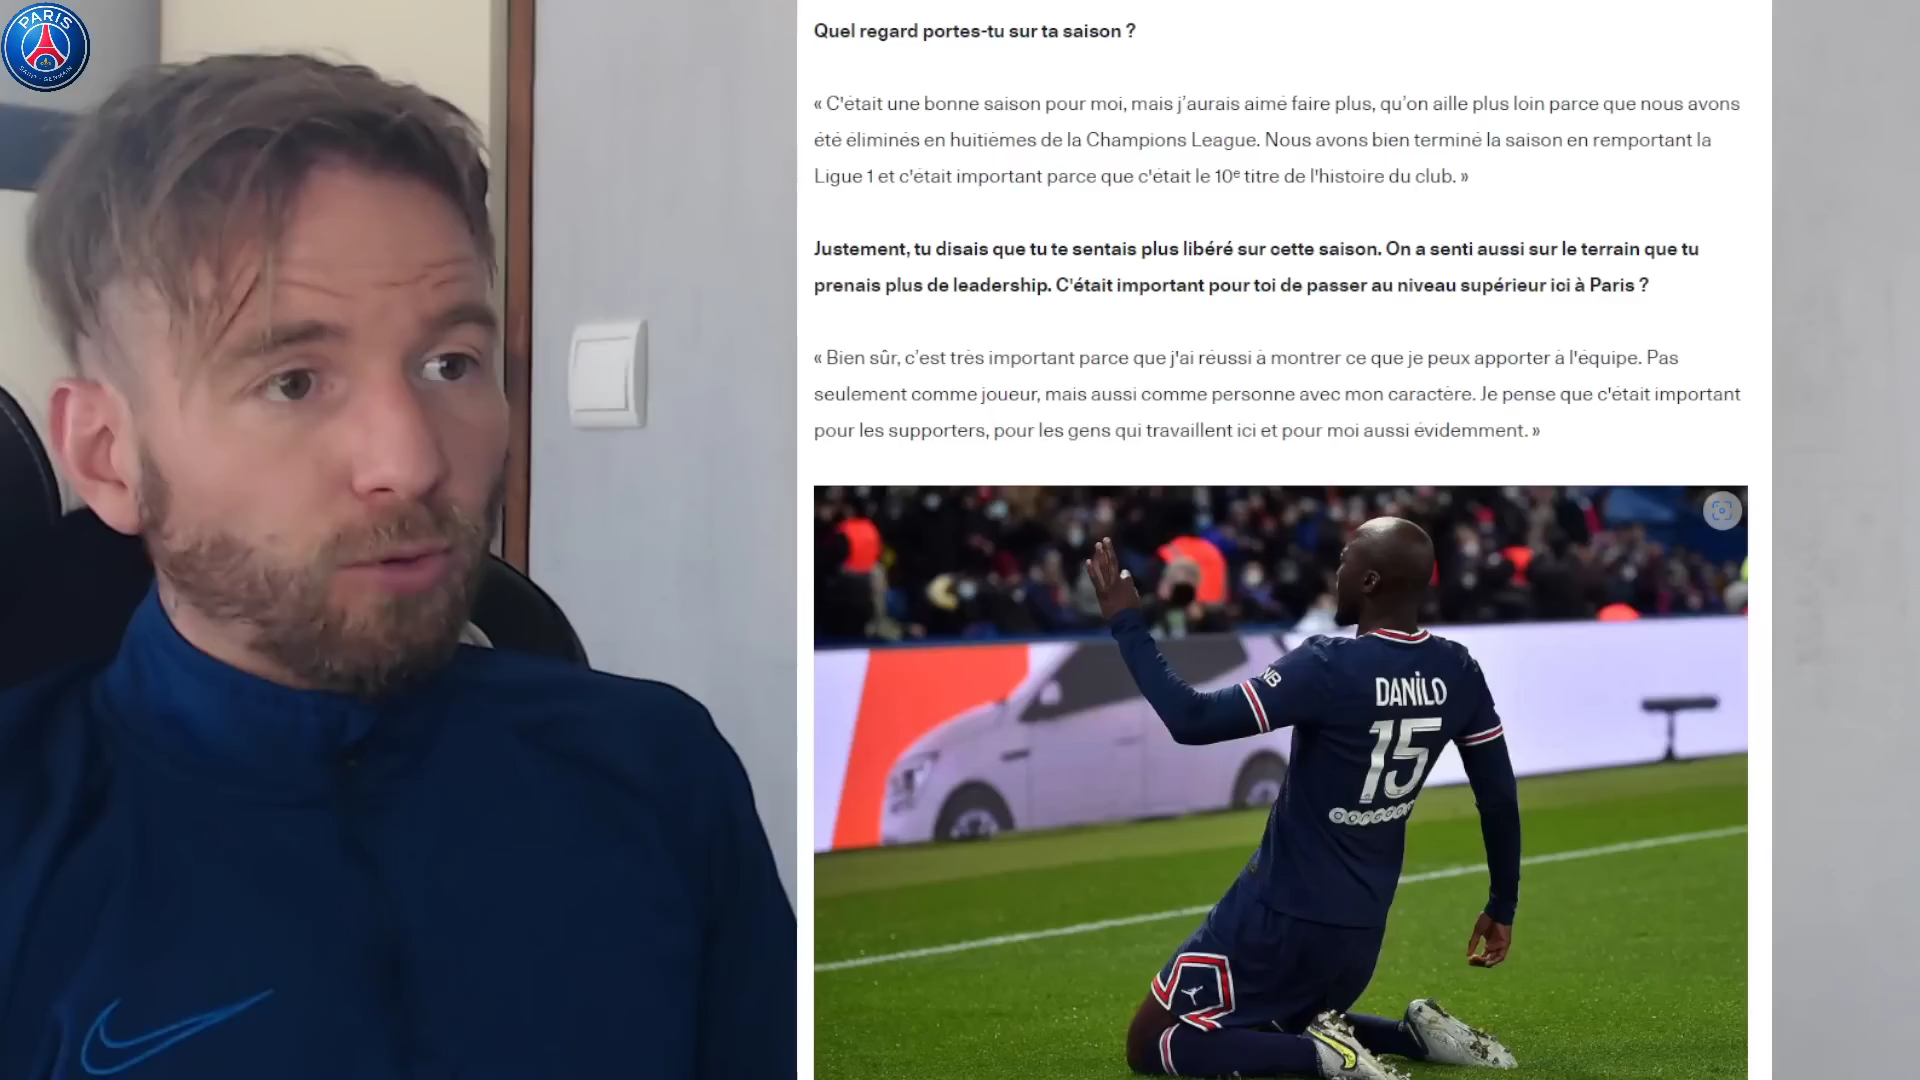 PARIS
SAINT-GERMAIN
Quel regard portes-tu sur ta saison ?
« C'était une bonne saison pour moi, mais j'aurais aimé faire plus, qu'on aille plus loin parce que nous avons
été éliminés en huitièmes de la Champions League. Nous avons bien terminé la saison en remportant la
Ligue 1 et c'était important parce que c'était le 10ᵉ titre de l'histoire du club. »
Justement, tu disais que tu te sentais plus libéré sur cette saison. On a senti aussi sur le terrain que tu
prenais plus de leadership. C'était important pour toi de passer au niveau supérieur ici à Paris ?
« Bien sûr, c'est très important parce que j'ai réussi à montrer ce que je peux apporter à l'équipe. Pas
seulement comme joueur, mais aussi comme personne avec mon caractère. Je pense que c'était important
pour les supporters, pour les gens qui travaillent ici et pour moi aussi évidemment. »
DANILO
15